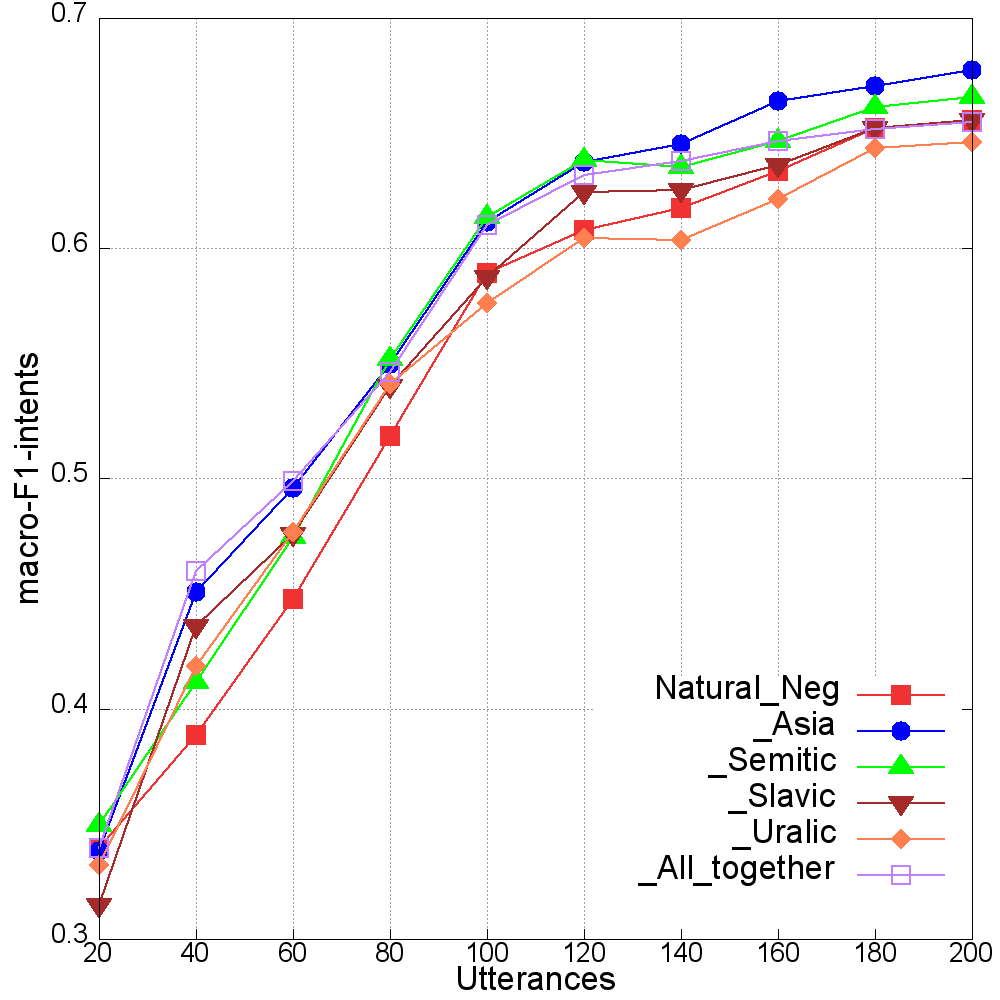 0.7
0.6
0.5
0.4
0.3
macro-F1-intents
Natural_Neg
_Asia
_Semitic
_Slavic
_Uralic
_All_together
20 40 60 80 100 120 140 160 180 200
Utterances